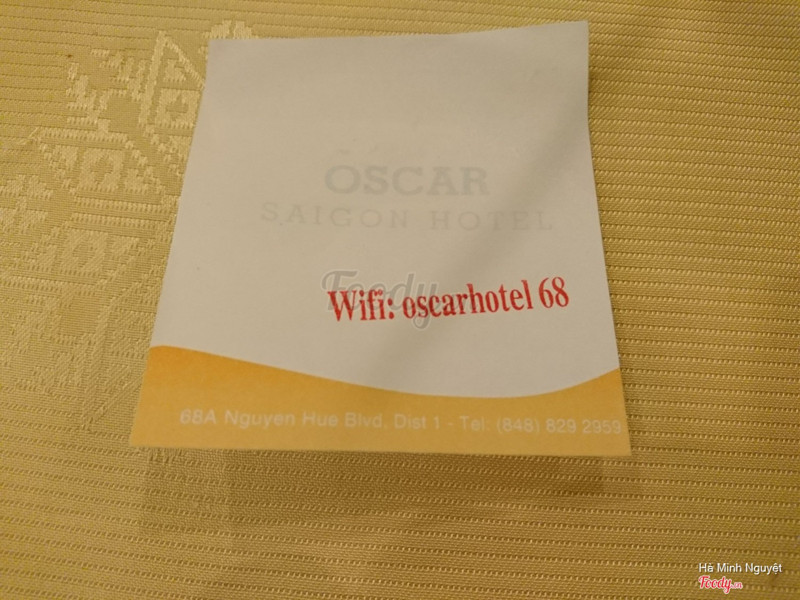 OSCAR
SAIGON HOTEL
Foody
Wifi: oscarhotel 68
68A Nguyen Hue Blvd, Dist 1 - Tel: (848) 829 2959
Hà Minh Nguyệt
Foody.vn